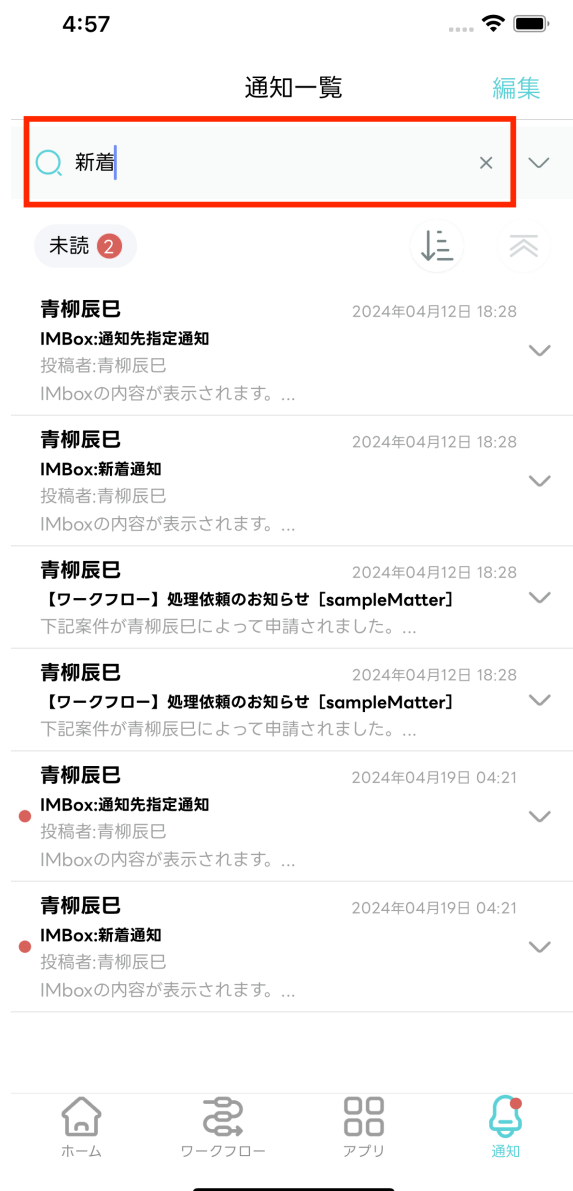 4:57
通知一覧
編集
新着
未読 2
青柳辰巳
2024年04月12日 18:28
IMBox:通知先指定通知
投稿者:青柳辰巳
IMboxの内容が表示されます。...
青柳辰巳
2024年04月12日 18:28
IMBox:新着通知
投稿者:青柳辰巳
IMboxの内容が表示されます。...
青柳辰巳
2024年04月12日 18:28
【ワークフロー】処理依頼のお知らせ［sampleMatter］
下記案件が青柳辰巳によって申請されました。...
青柳辰巳
2024年04月12日 18:28
【ワークフロー】処理依頼のお知らせ［sampleMatter］
下記案件が青柳辰巳によって申請されました。...
青柳辰巳
2024年04月19日 04:21
IMBox:通知先指定通知
投稿者:青柳辰巳
IMboxの内容が表示されます。...
青柳辰巳
2024年04月19日 04:21
IMBox:新着通知
投稿者:青柳辰巳
IMboxの内容が表示されます。...
ホーム
ワークフロー
アプリ
通知